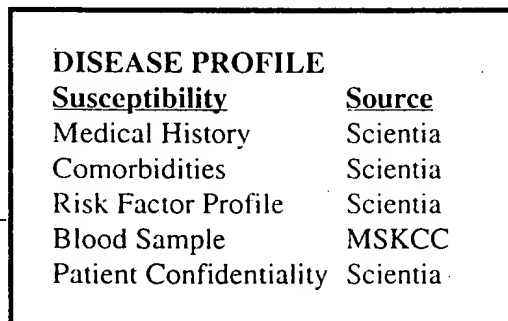 DISEASE PROFILE
Susceptibility Source
Medical History Scientia
Comorbidities Scientia
Risk Factor Profile Scientia
Blood Sample MSKCC
Patient Confidentiality Scientia